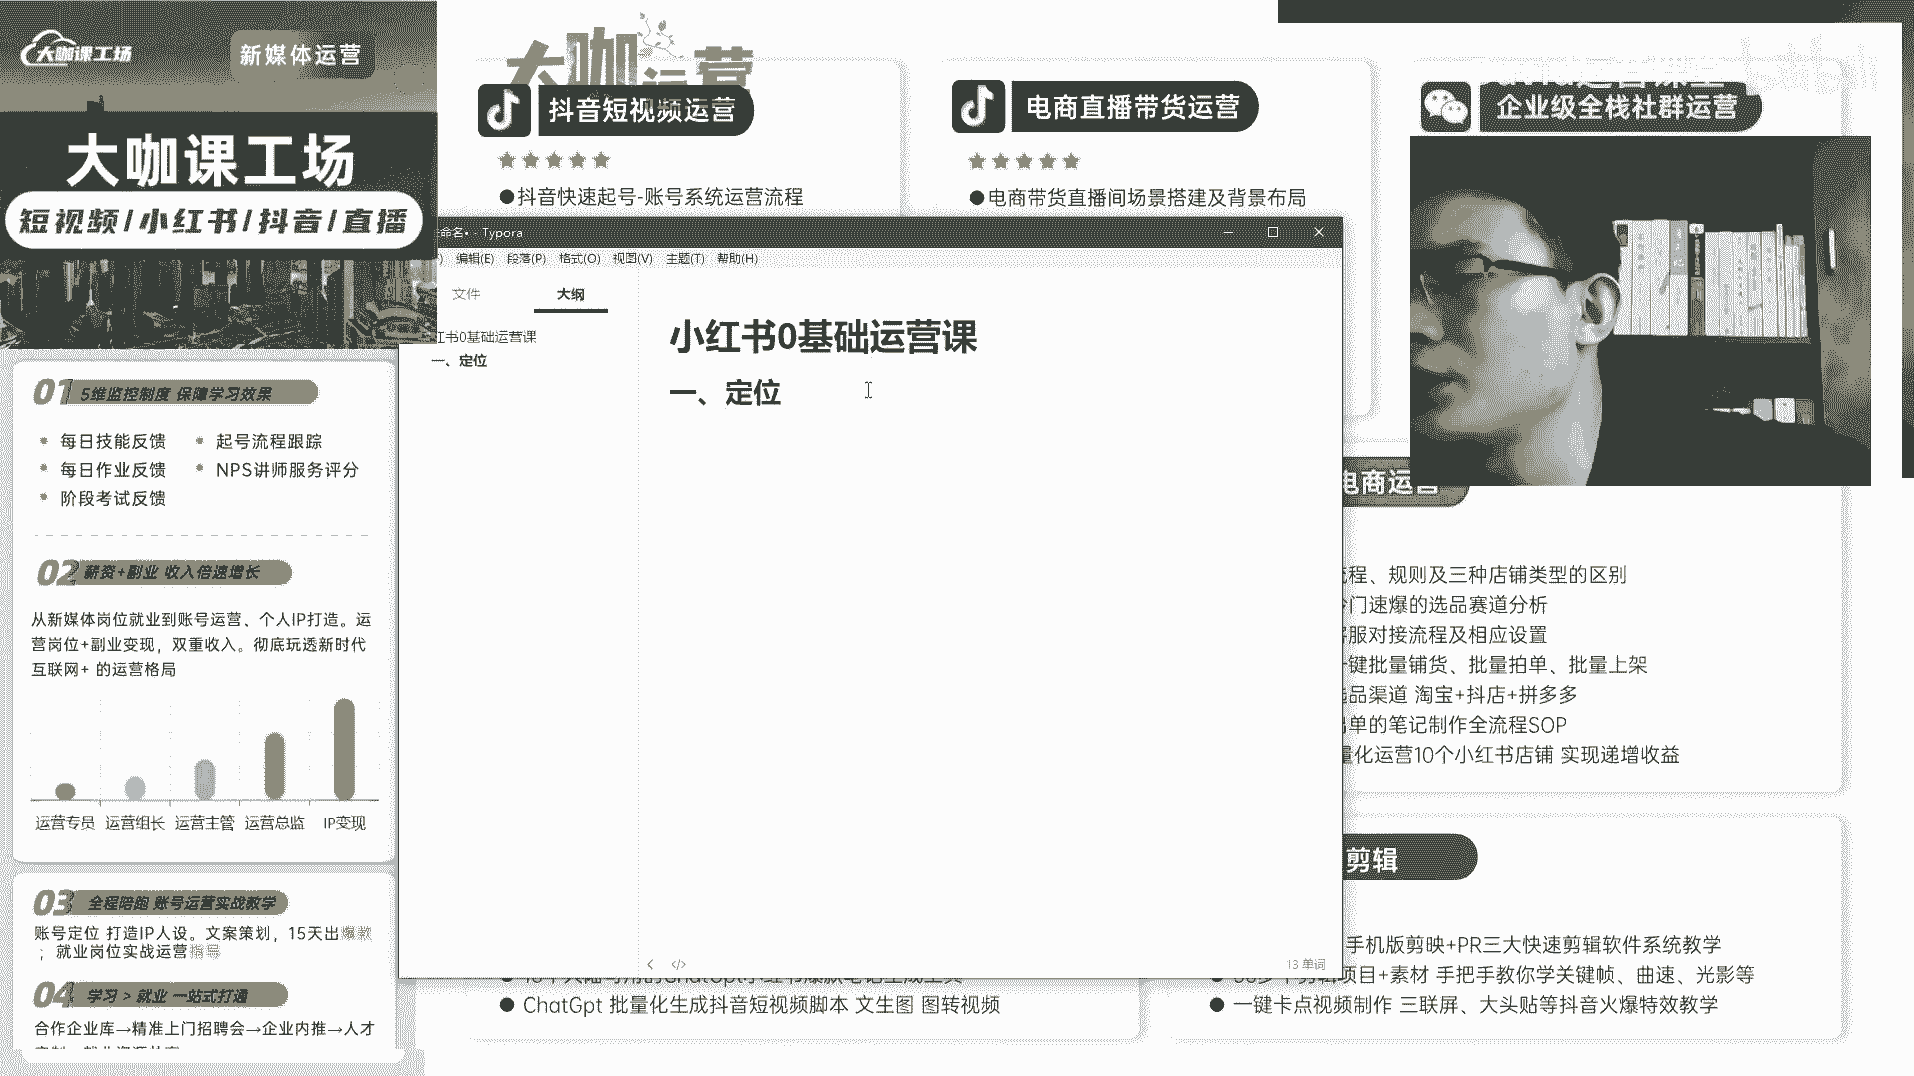 大咖课工场
新媒体运营
大咖课工场
短视频/小红书/抖音/直播
01 5维监控制度 保障学习效果
每日技能反馈
起号流程跟踪
每日作业反馈
NPS讲师服务评分
阶段考试反馈
02 薪资+副业 收入倍速增长
从新媒体岗位就业到账号运营、个人IP打造。运
营岗位+副业变现，双重收入。彻底玩透新时代
互联网+ 的运营格局
运营专员 运营组长 运营主管 运营总监 IP变现
03 全程陪跑 账号运营实战教学
账号定位 打造IP人设。文案策划，15天出爆款
；就业岗位实战运营指导
04 学习 > 就业 一站式打通
合作企业库→精准上门招聘会→企业内推→人才
大咖运营
抖音短视频运营
●抖音快速起号-账号系统运营流程
电商直播带货运营
●电商带货直播间场景搭建及背景布局
企业级全栈社群运营
命名• - Typora
编辑(E) 段落(P) 格式(O) 视图(V) 主题(T) 帮助(H)
文件 大纲
红书0基础运营课
一、定位
小红书0基础运营课
一、定位
</>
13 单词
电商运营
流程、规则及三种店铺类型的区别
冷门速爆的选品赛道分析
客服对接流程及相应设置
一键批量铺货、批量拍单、批量上架
选品渠道 淘宝+抖店+拼多多
出单的笔记制作全流程SOP
量化运营10个小红书店铺 实现递增收益
剪辑
手机版剪映+PR三大快速剪辑软件系统教学
项目+素材 手把手教你学关键帧、曲速、光影等
● 一键卡点视频制作 三联屏、大头贴等抖音火爆特效教学
● ChatGpt 批量化生成抖音短视频脚本 文生图 图转视频